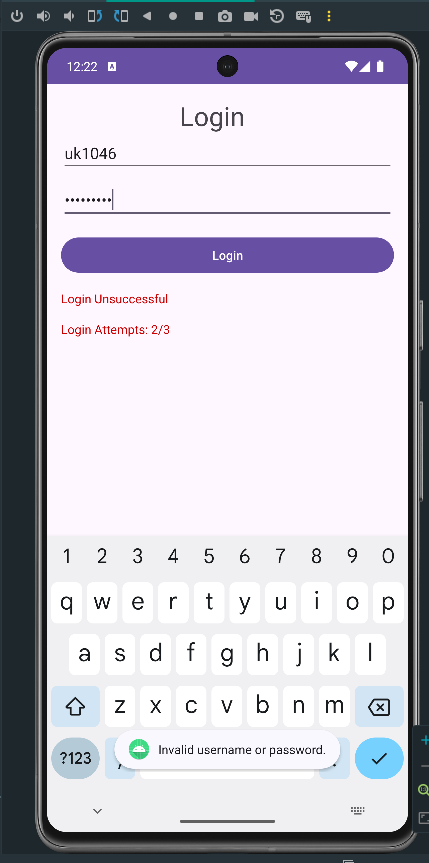 12:22 A
Login
uk1046
•••••••••
Login
Login Unsuccessful
Login Attempts: 2/3
1 2 3 4 5 6 7 8 9 0
q w e r t y u i o p
a s d f g h j k l
z x c v b n m
?123 , .
Invalid username or password.